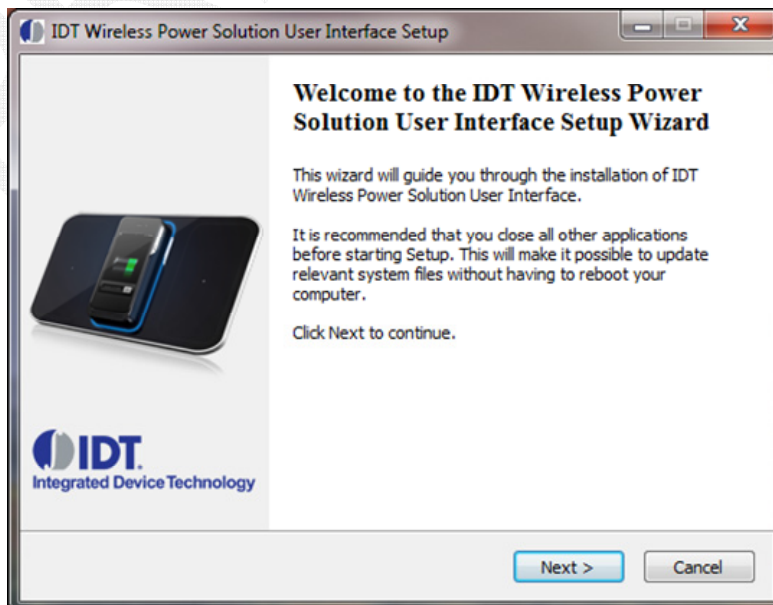 IDT Wireless Power Solution User Interface Setup
Welcome to the IDT Wireless Power
Solution User Interface Setup Wizard
This wizard will guide you through the installation of IDT
Wireless Power Solution User Interface.
It is recommended that you close all other applications
before starting Setup. This will make it possible to update
relevant system files without having to reboot your
computer.
Click Next to continue.
IDT.
Integrated Device Technology
Next >
Cancel